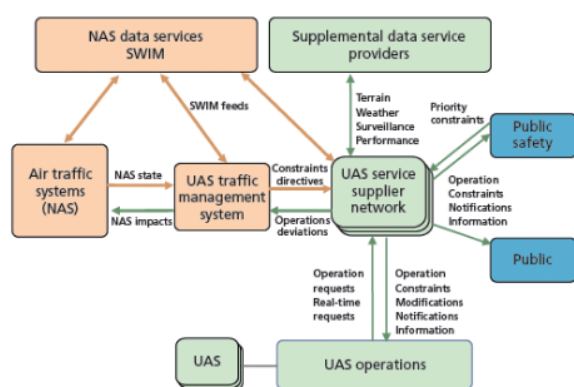 NAS data services
SWIM
Supplemental data service
providers
SWIM feeds
Terrain
Weather
Surveillance
Performance
Priority
constraints
Public
safety
Air traffic
systems
(NAS)
NAS state
NAS impacts
UAS traffic
management
system
Constraints
directives
Operations
deviations
UAS service
supplier
network
Operation
Constraints
Notifications
Information
Public
Operation
requests
Real-time
requests
Operation
Constraints
Modifications
Notifications
Information
UAS
UAS operations